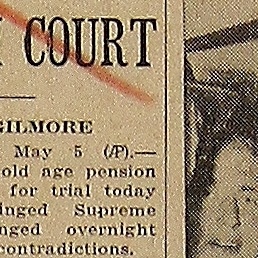 COURT
GILMORE
May 5 (AP).—
old age pension
for trial today
inged Supreme
nged overnight
contradictions.